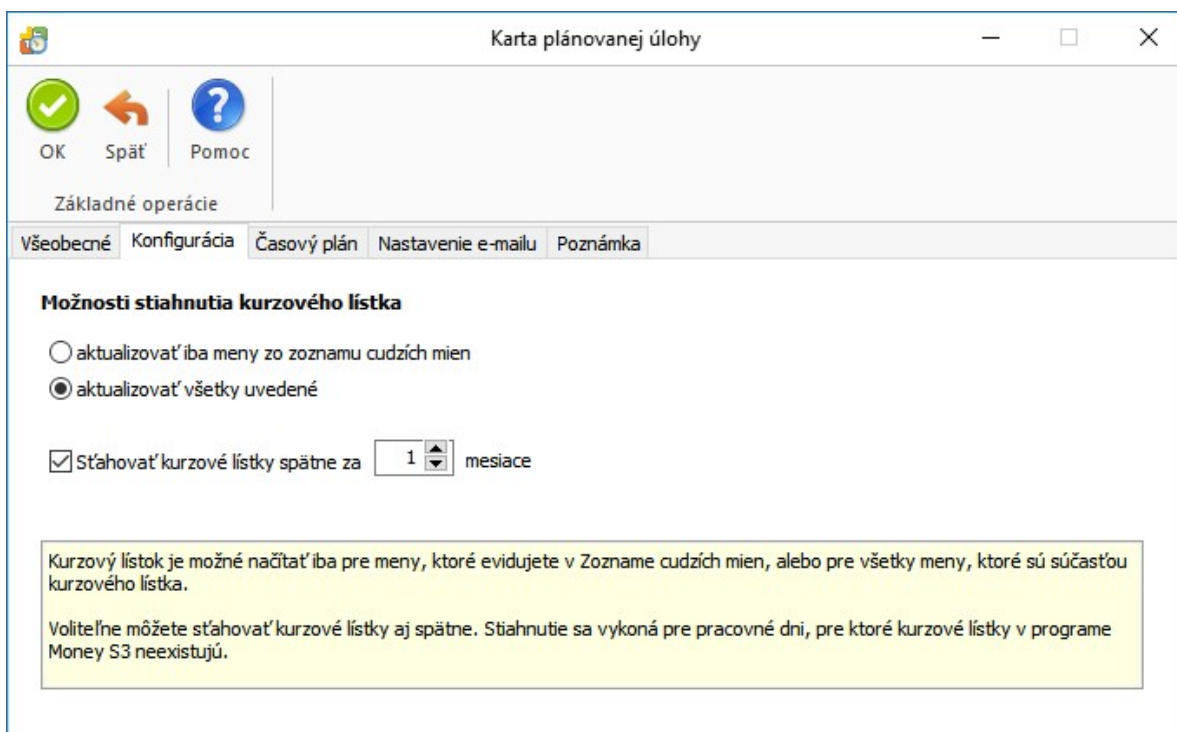 Karta plánovanej úlohy
OK Späť Pomoc
Základné operácie
Všeobecné Konfigurácia Časový plán Nastavenie e-mailu Poznámka
Možnosti stiahnutia kurzového lístka
aktualizovať iba meny zo zoznamu cudzích mien
aktualizovať všetky uvedené
Sťahovať kurzové lístky spätne za 1 mesiace
Kurzový lístok je možné načítať iba pre meny, ktoré evidujete v Zozname cudzích mien, alebo pre všetky meny, ktoré sú súčasťou
kurzového lístka.
Voliteľne môžete sťahovať kurzové lístky aj spätne. Stiahnutie sa vykoná pre pracovné dni, pre ktoré kurzové lístky v programe
Money S3 neexistujú.